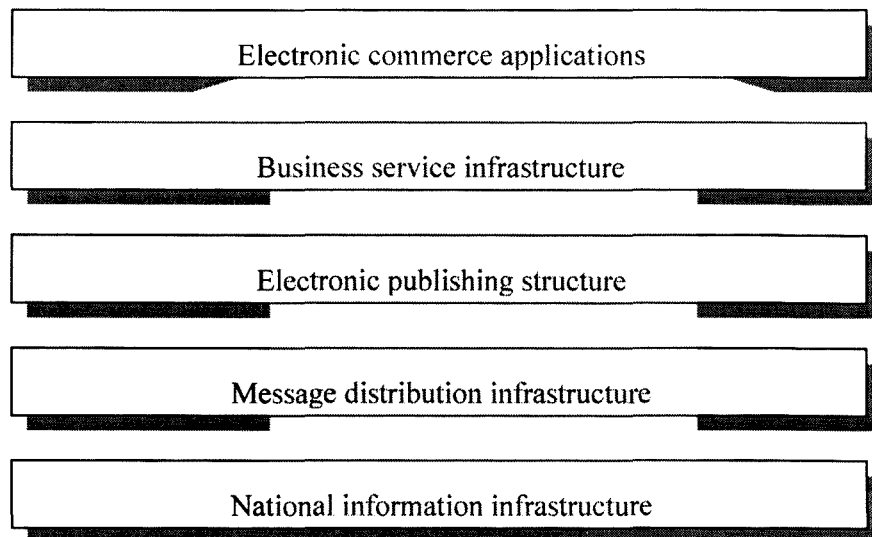 Electronic commerce applications
Business service infrastructure
Electronic publishing structure
Message distribution infrastructure
National information infrastructure